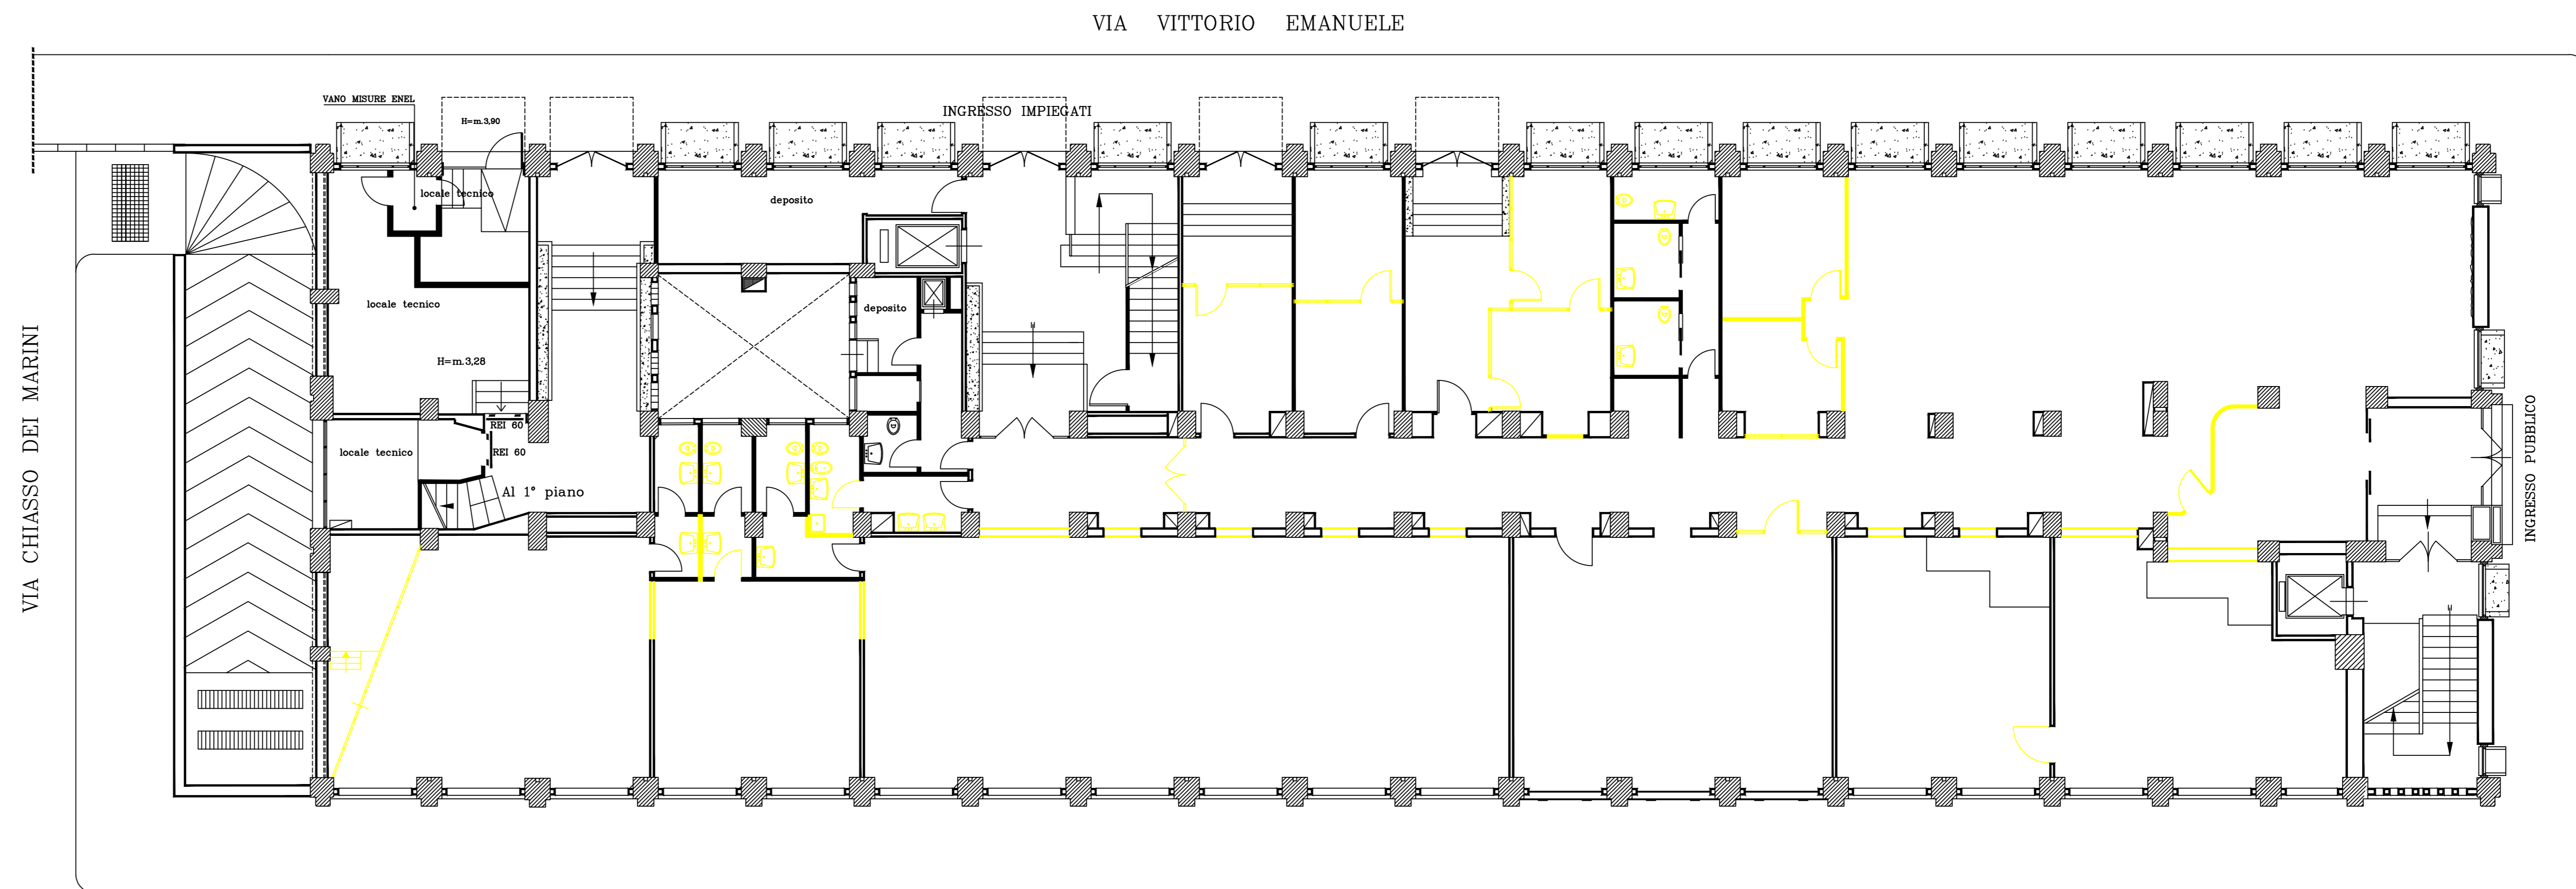 VIA VITTORIO EMANUELE
VANO MISURE ENEL
INGRESSO IMPIEGATI
H=m.3,90
locale tecnico
deposito
locale tecnico
deposito
H=m.3,28
REI 60
REI 60
locale tecnico
Al 1° piano
VIA CHIASSO DEI MARINI
INGRESSO PUBBLICO